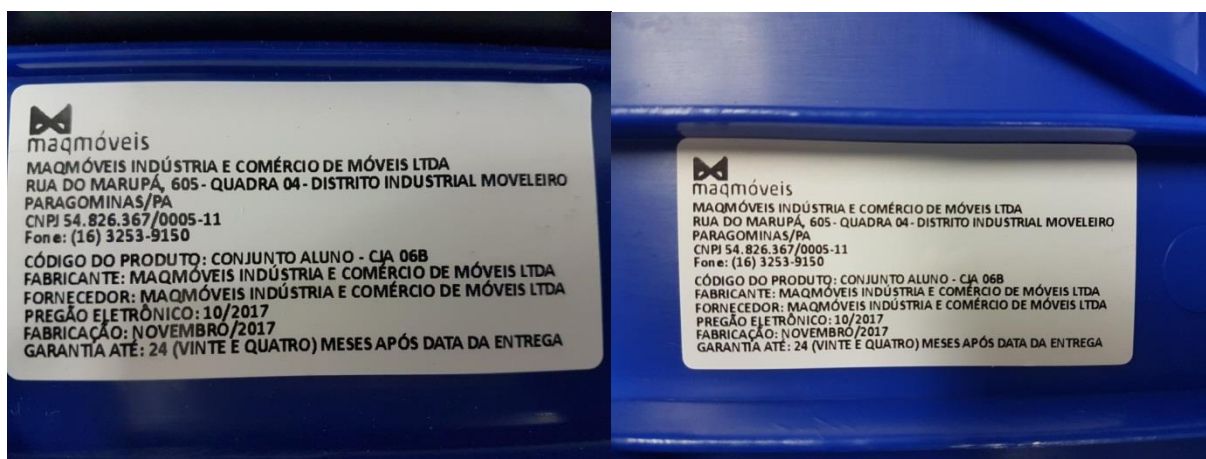 maqmóveis
MAQMÓVEIS INDÚSTRIA E COMÉRCIO DE MÓVEIS LTDA
RUA DO MARUPÁ, 605 - QUADRA 04 - DISTRITO INDUSTRIAL MOVELEIRO
PARAGOMINAS/PA
CNPJ 54.826.367/0005-11
Fone: (16) 3253-9150
CÓDIGO DO PRODUTO: CONJUNTO ALUNO - CJA 06B
FABRICANTE: MAQMÓVEIS INDÚSTRIA E COMÉRCIO DE MÓVEIS LTDA
FORNECEDOR: MAQMÓVEIS INDÚSTRIA E COMÉRCIO DE MÓVEIS LTDA
PREGÃO ELETRÔNICO: 10/2017
FABRICAÇÃO: NOVEMBRO/2017
GARANTIA ATÉ: 24 (VINTE E QUATRO) MESES APÓS DATA DA ENTREGA
maqmóveis
MAQMÓVEIS INDÚSTRIA E COMÉRCIO DE MÓVEIS LTDA
RUA DO MARUPÁ, 605 - QUADRA 04 - DISTRITO INDUSTRIAL MOVELEIRO
PARAGOMINAS/PA
CNPJ 54.826.367/0005-11
Fone: (16) 3253-9150
CÓDIGO DO PRODUTO: CONJUNTO ALUNO - CJA 06B
FABRICANTE: MAQMÓVEIS INDÚSTRIA E COMÉRCIO DE MÓVEIS LTDA
FORNECEDOR: MAQMÓVEIS INDÚSTRIA E COMÉRCIO DE MÓVEIS LTDA
PREGÃO ELETRÔNICO: 10/2017
FABRICAÇÃO: NOVEMBRO/2017
GARANTIA ATÉ: 24 (VINTE E QUATRO) MESES APÓS DATA DA ENTREGA